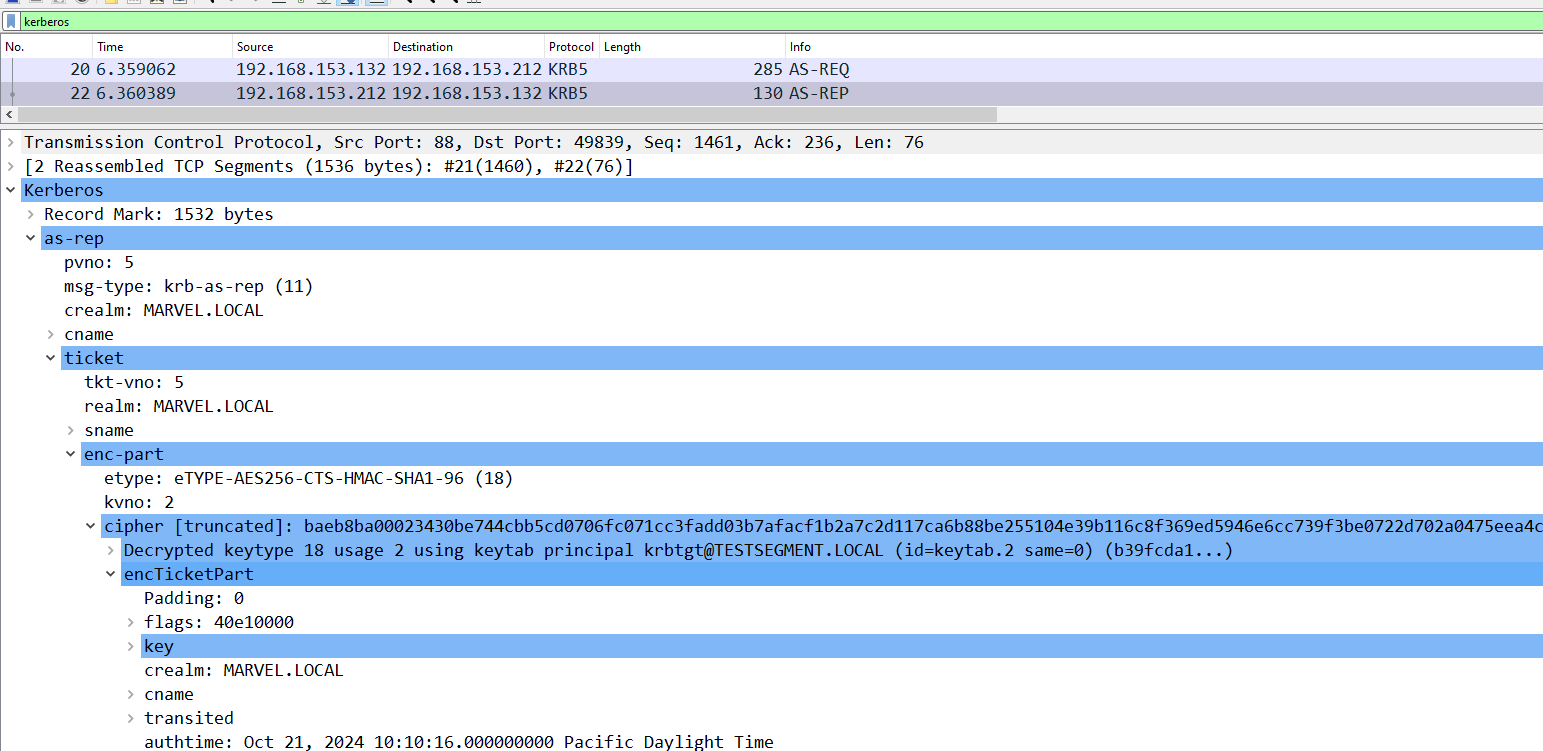 kerberos
No. Time Source Destination Protocol Length Info
20 6.359062 192.168.153.132 192.168.153.212 KRB5 285 AS-REQ
22 6.360389 192.168.153.212 192.168.153.132 KRB5 130 AS-REP
Transmission Control Protocol, Src Port: 88, Dst Port: 49839, Seq: 1461, Ack: 236, Len: 76
[2 Reassembled TCP Segments (1536 bytes): #21(1460), #22(76)]
Kerberos
Record Mark: 1532 bytes
as-rep
pvno: 5
msg-type: krb-as-rep (11)
crealm: MARVEL.LOCAL
cname
ticket
tkt-vno: 5
realm: MARVEL.LOCAL
sname
enc-part
etype: eTYPE-AES256-CTS-HMAC-SHA1-96 (18)
kvno: 2
cipher [truncated]: baeb8ba00023430be744cbb5cd0706fc071cc3fadd03b7afacf1b2a7c2d117ca6b88be255104e39b116c8f369ed5946e6cc739f3be0722d702a0475eea4c
Decrypted keytype 18 usage 2 using keytab principal krbtgt@TESTSEGMENT.LOCAL (id=keytab.2 same=0) (b39fcda1...)
encTicketPart
Padding: 0
flags: 40e10000
key
crealm: MARVEL.LOCAL
cname
transited
authtime: Oct 21, 2024 10:10:16.000000000 Pacific Daylight Time